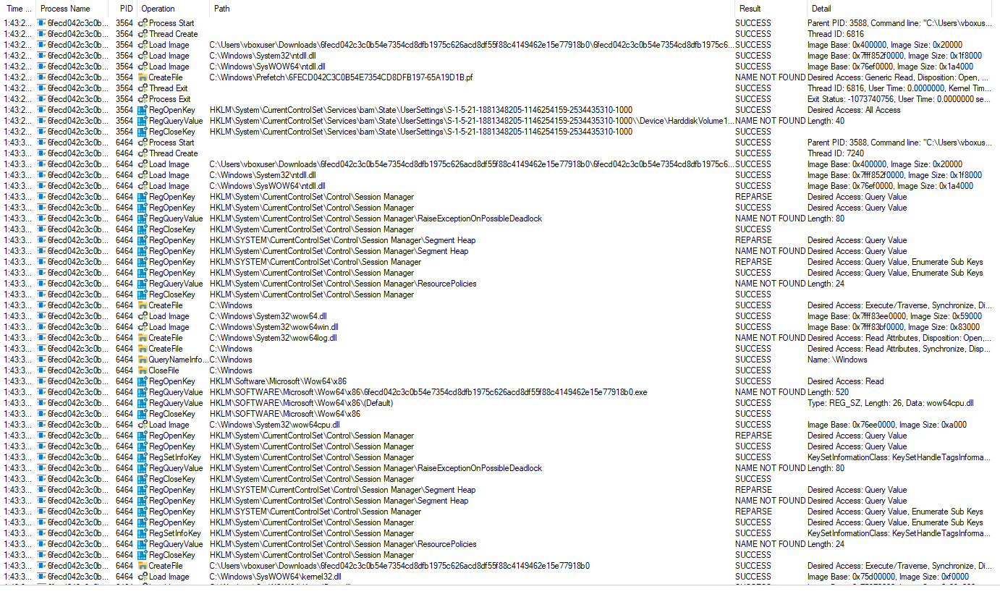 Time ... Process Name PID Operation Path Result Detail
1:43:2... 6fecd042c3c0b... 3564 Process Start SUCCESS Parent PID: 3588, Command line: "C:\Users\vboxus...
1:43:2... 6fecd042c3c0b... 3564 Thread Create SUCCESS Thread ID: 6816
1:43:2... 6fecd042c3c0b... 3564 Load Image C:\Users\vboxuser\Downloads\6fecd042c3c0b54e7354cd8dfb1975c626acd8df55f88c4149462e15e77918b0\6fecd042c3c0b54e7354cd8dfb1975c6... SUCCESS Image Base: 0x400000, Image Size: 0x20000
1:43:2... 6fecd042c3c0b... 3564 Load Image C:\Windows\System32\ntdll.dll SUCCESS Image Base: 0x7fff852f0000, Image Size: 0x1f8000
1:43:2... 6fecd042c3c0b... 3564 Load Image C:\Windows\SysWOW64\ntdll.dll SUCCESS Image Base: 0x76ef0000, Image Size: 0x1a4000
1:43:2... 6fecd042c3c0b... 3564 CreateFile C:\Windows\Prefetch\6FECD042C3C0B54E7354CD8DFB197-65A19D1B.pf NAME NOT FOUND Desired Access: Generic Read, Disposition: Open, ...
1:43:2... 6fecd042c3c0b... 3564 Thread Exit SUCCESS Thread ID: 6816, User Time: 0.0000000, Kernel Tim...
1:43:2... 6fecd042c3c0b... 3564 Process Exit SUCCESS Exit Status: -1073740756, User Time: 0.0000000 se...
1:43:2... 6fecd042c3c0b... 3564 RegOpenKey HKLM\System\CurrentControlSet\Services\bam\State\UserSettings\S-1-5-21-1881348205-1146254159-2534435310-1000 SUCCESS Desired Access: All Access
1:43:2... 6fecd042c3c0b... 3564 RegQueryValue HKLM\System\CurrentControlSet\Services\bam\State\UserSettings\S-1-5-21-1881348205-1146254159-2534435310-1000\\Device\HarddiskVolume1... NAME NOT FOUND Length: 40
1:43:2... 6fecd042c3c0b... 3564 RegCloseKey HKLM\System\CurrentControlSet\Services\bam\State\UserSettings\S-1-5-21-1881348205-1146254159-2534435310-1000 SUCCESS
1:43:3... 6fecd042c3c0b... 6464 Process Start SUCCESS Parent PID: 3588, Command line: "C:\Users\vboxus...
1:43:3... 6fecd042c3c0b... 6464 Thread Create SUCCESS Thread ID: 7240
1:43:3... 6fecd042c3c0b... 6464 Load Image C:\Users\vboxuser\Downloads\6fecd042c3c0b54e7354cd8dfb1975c626acd8df55f88c4149462e15e77918b0\6fecd042c3c0b54e7354cd8dfb1975c6... SUCCESS Image Base: 0x400000, Image Size: 0x20000
1:43:3... 6fecd042c3c0b... 6464 Load Image C:\Windows\System32\ntdll.dll SUCCESS Image Base: 0x7fff852f0000, Image Size: 0x1f8000
1:43:3... 6fecd042c3c0b... 6464 Load Image C:\Windows\SysWOW64\ntdll.dll SUCCESS Image Base: 0x76ef0000, Image Size: 0x1a4000
1:43:3... 6fecd042c3c0b... 6464 RegOpenKey HKLM\System\CurrentControlSet\Control\Session Manager REPARSE Desired Access: Query Value
1:43:3... 6fecd042c3c0b... 6464 RegOpenKey HKLM\System\CurrentControlSet\Control\Session Manager SUCCESS Desired Access: Query Value
1:43:3... 6fecd042c3c0b... 6464 RegQueryValue HKLM\System\CurrentControlSet\Control\Session Manager\RaiseExceptionOnPossibleDeadlock NAME NOT FOUND Length: 80
1:43:3... 6fecd042c3c0b... 6464 RegCloseKey HKLM\System\CurrentControlSet\Control\Session Manager SUCCESS
1:43:3... 6fecd042c3c0b... 6464 RegOpenKey HKLM\SYSTEM\CurrentControlSet\Control\Session Manager\Segment Heap REPARSE Desired Access: Query Value
1:43:3... 6fecd042c3c0b... 6464 RegOpenKey HKLM\System\CurrentControlSet\Control\Session Manager\Segment Heap NAME NOT FOUND Desired Access: Query Value
1:43:3... 6fecd042c3c0b... 6464 RegOpenKey HKLM\SYSTEM\CurrentControlSet\Control\Session Manager REPARSE Desired Access: Query Value, Enumerate Sub Keys
1:43:3... 6fecd042c3c0b... 6464 RegOpenKey HKLM\System\CurrentControlSet\Control\Session Manager SUCCESS Desired Access: Query Value, Enumerate Sub Keys
1:43:3... 6fecd042c3c0b... 6464 RegQueryValue HKLM\System\CurrentControlSet\Control\Session Manager\ResourcePolicies NAME NOT FOUND Length: 24
1:43:3... 6fecd042c3c0b... 6464 RegCloseKey HKLM\System\CurrentControlSet\Control\Session Manager SUCCESS
1:43:3... 6fecd042c3c0b... 6464 CreateFile C:\Windows SUCCESS Desired Access: Execute/Traverse, Synchronize, Di...
1:43:3... 6fecd042c3c0b... 6464 Load Image C:\Windows\System32\wow64.dll SUCCESS Image Base: 0x7fff83ee0000, Image Size: 0x59000
1:43:3... 6fecd042c3c0b... 6464 Load Image C:\Windows\System32\wow64win.dll SUCCESS Image Base: 0x7fff83bf0000, Image Size: 0x83000
1:43:3... 6fecd042c3c0b... 6464 CreateFile C:\Windows\System32\wow64log.dll NAME NOT FOUND Desired Access: Read Attributes, Disposition: Open,...
1:43:3... 6fecd042c3c0b... 6464 CreateFile C:\Windows SUCCESS Desired Access: Read Attributes, Synchronize, Disp...
1:43:3... 6fecd042c3c0b... 6464 QueryNameInfo... C:\Windows SUCCESS Name: \Windows
1:43:3... 6fecd042c3c0b... 6464 CloseFile C:\Windows SUCCESS
1:43:3... 6fecd042c3c0b... 6464 RegOpenKey HKLM\Software\Microsoft\Wow64\x86 SUCCESS Desired Access: Read
1:43:3... 6fecd042c3c0b... 6464 RegQueryValue HKLM\SOFTWARE\Microsoft\Wow64\x86\6fecd042c3c0b54e7354cd8dfb1975c626acd8df55f88c4149462e15e77918b0.exe NAME NOT FOUND Length: 520
1:43:3... 6fecd042c3c0b... 6464 RegQueryValue HKLM\SOFTWARE\Microsoft\Wow64\x86\(Default) SUCCESS Type: REG_SZ, Length: 26, Data: wow64cpu.dll
1:43:3... 6fecd042c3c0b... 6464 RegCloseKey HKLM\SOFTWARE\Microsoft\Wow64\x86 SUCCESS
1:43:3... 6fecd042c3c0b... 6464 Load Image C:\Windows\System32\wow64cpu.dll SUCCESS Image Base: 0x76ee0000, Image Size: 0xa000
1:43:3... 6fecd042c3c0b... 6464 RegOpenKey HKLM\System\CurrentControlSet\Control\Session Manager REPARSE Desired Access: Query Value
1:43:3... 6fecd042c3c0b... 6464 RegOpenKey HKLM\System\CurrentControlSet\Control\Session Manager SUCCESS Desired Access: Query Value
1:43:3... 6fecd042c3c0b... 6464 RegSetInfoKey HKLM\System\CurrentControlSet\Control\Session Manager SUCCESS KeySetInformationClass: KeySetHandleTagsInforma...
1:43:3... 6fecd042c3c0b... 6464 RegQueryValue HKLM\System\CurrentControlSet\Control\Session Manager\RaiseExceptionOnPossibleDeadlock NAME NOT FOUND Length: 80
1:43:3... 6fecd042c3c0b... 6464 RegCloseKey HKLM\System\CurrentControlSet\Control\Session Manager SUCCESS
1:43:3... 6fecd042c3c0b... 6464 RegOpenKey HKLM\SYSTEM\CurrentControlSet\Control\Session Manager\Segment Heap REPARSE Desired Access: Query Value
1:43:3... 6fecd042c3c0b... 6464 RegOpenKey HKLM\System\CurrentControlSet\Control\Session Manager\Segment Heap NAME NOT FOUND Desired Access: Query Value
1:43:3... 6fecd042c3c0b... 6464 RegOpenKey HKLM\SYSTEM\CurrentControlSet\Control\Session Manager REPARSE Desired Access: Query Value, Enumerate Sub Keys
1:43:3... 6fecd042c3c0b... 6464 RegOpenKey HKLM\System\CurrentControlSet\Control\Session Manager SUCCESS Desired Access: Query Value, Enumerate Sub Keys
1:43:3... 6fecd042c3c0b... 6464 RegSetInfoKey HKLM\System\CurrentControlSet\Control\Session Manager SUCCESS KeySetInformationClass: KeySetHandleTagsInforma...
1:43:3... 6fecd042c3c0b... 6464 RegQueryValue HKLM\System\CurrentControlSet\Control\Session Manager\ResourcePolicies NAME NOT FOUND Length: 24
1:43:3... 6fecd042c3c0b... 6464 RegCloseKey HKLM\System\CurrentControlSet\Control\Session Manager SUCCESS
1:43:3... 6fecd042c3c0b... 6464 CreateFile C:\Users\vboxuser\Downloads\6fecd042c3c0b54e7354cd8dfb1975c626acd8df55f88c4149462e15e77918b0 SUCCESS Desired Access: Execute/Traverse, Synchronize, Di...
1:43:3... 6fecd042c3c0b... 6464 Load Image C:\Windows\SysWOW64\kernel32.dll SUCCESS Image Base: 0x75d00000, Image Size: 0xf0000